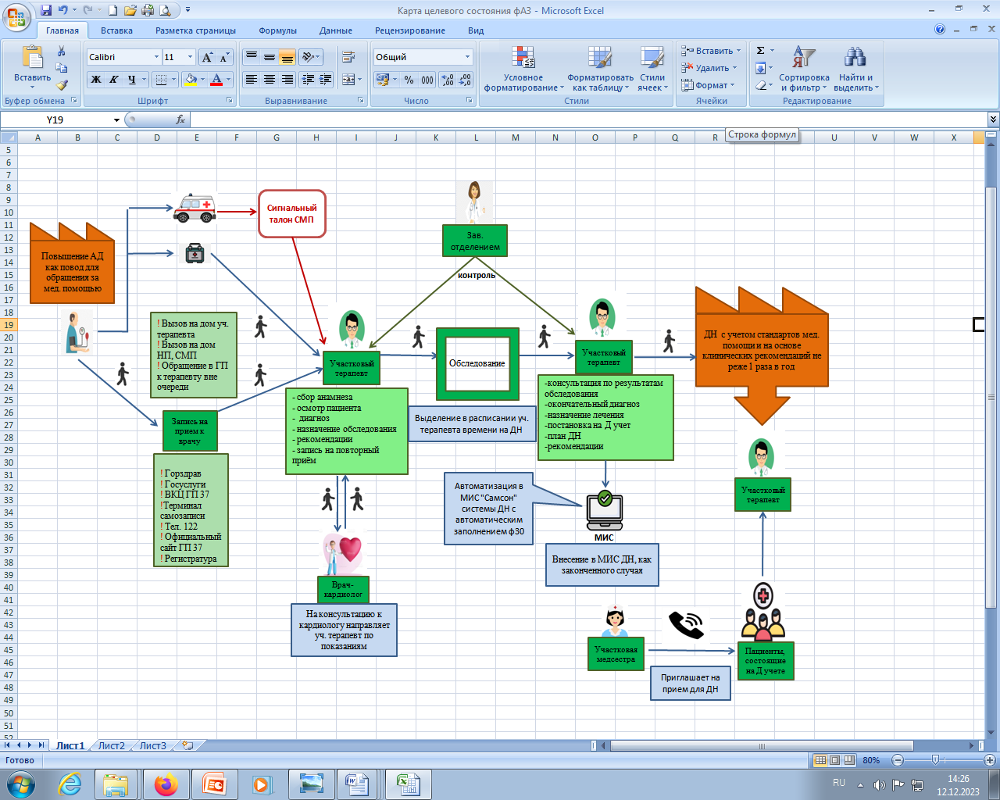 Карта целевого состояния фАЗ - Microsoft Excel
Главная
Вставка
Разметка страницы
Формулы
Данные
Рецензирование
Вид
Вставить
Буфер обмена
Calibri
11
Ж
К
Ч
Шрифт
Выравнивание
Общий
%
000
Число
Условное
форматирование
Форматировать
как таблицу
Стили
ячеек
Стили
Вставить
Удалить
Формат
Ячейки
Сортировка
и фильтр
Найти и
выделить
Редактирование
Y19
fx
Строка формул
A B C D E F G H I J K L M N O P Q R U V W X
5
6
7
8
9
10
11
12
13
14
15
16
17
18
19
20
21
22
23
24
25
26
27
28
29
30
31
32
33
34
35
36
37
38
39
40
41
42
43
44
45
46
47
48
49
50
51
52
Сигнальный
талон СМП
Зав.
отделением
контроль
Повышение АД
как повод для
обращения за
мед. помощью
! Вызов на дом уч.
терапевта
! Вызов на дом
НП, СМП
! Обращение в ГП
к терапевту вне
очереди
Запись на
прием к
врачу
! Горздрав
! Госуслуги
! ВКЦ ГП 37
!Терминал
самозаписи
! Тел. 122
! Официальный
сайт ГП 37
! Регистратура
Участковый
терапевт
- сбор анамнеза
- осмотр пациента
- диагноз
- назначение обследования
- рекомендации
- запись на повторный
приём
Врач-
кардиолог
На консультацию к
кардиологу направляет
уч. терапевт по
показаниям
Обследование
Выделение в расписании уч.
терапевта времени на ДН
Участковый
терапевт
-консультация по результатам
обследования
-окончательный диагноз
-назначение лечения
-постановка на Д учет
-план ДН
-рекомендации
Автоматизация в
МИС "Самсон"
системы ДН с
автоматическим
заполнением ф30
МИС
Внесение в МИС ДН, как
законченного случая
ДН с учетом стандартов мед.
помощи и на основе
клинических рекомендаций не
реже 1 раза в год
Участковый
терапевт
Участковая
медсестра
Приглашает на
прием для ДН
Пациенты,
состоящие
на Д учете
Лист1
Лист2
Лист3
Готово
80%
RU
14:26
12.12.2023